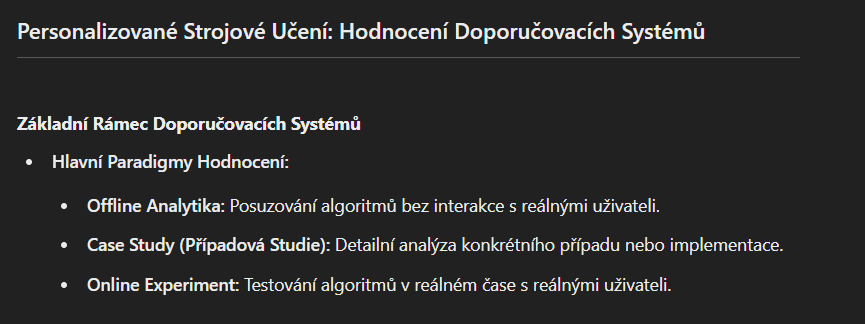 Personalizované Strojové Učení: Hodnocení Doporučovacích Systémů
Základní Rámec Doporučovacích Systémů
• Hlavní Paradigmy Hodnocení:
• Offline Analytika: Posuzování algoritmů bez interakce s reálnými uživateli.
• Case Study (Případová Studie): Detailní analýza konkrétního případu nebo implementace.
• Online Experiment: Testování algoritmů v reálném čase s reálnými uživateli.